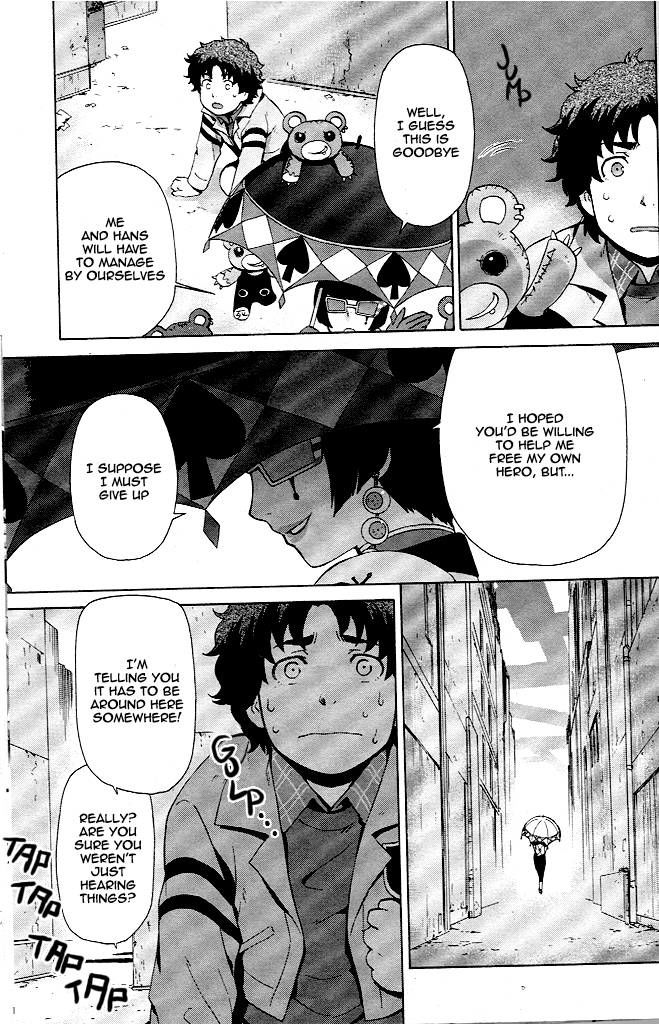 JUMP
WELL,
I GUESS
THIS IS
GOODBYE
ME
AND HANS
WILL HAVE
TO MANAGE
BY OURSELVES
I HOPED
YOU'D BE WILLING
TO HELP ME
FREE MY OWN
HERO, BUT...
I SUPPOSE
I MUST
GIVE UP
I'M
TELLING YOU
IT HAS TO BE
AROUND HERE
SOMEWHERE!
GOLP...
REALLY?
ARE YOU
SURE YOU
WEREN'T
JUST
HEARING
THINGS?
TAP
TAP
TAP
TAP